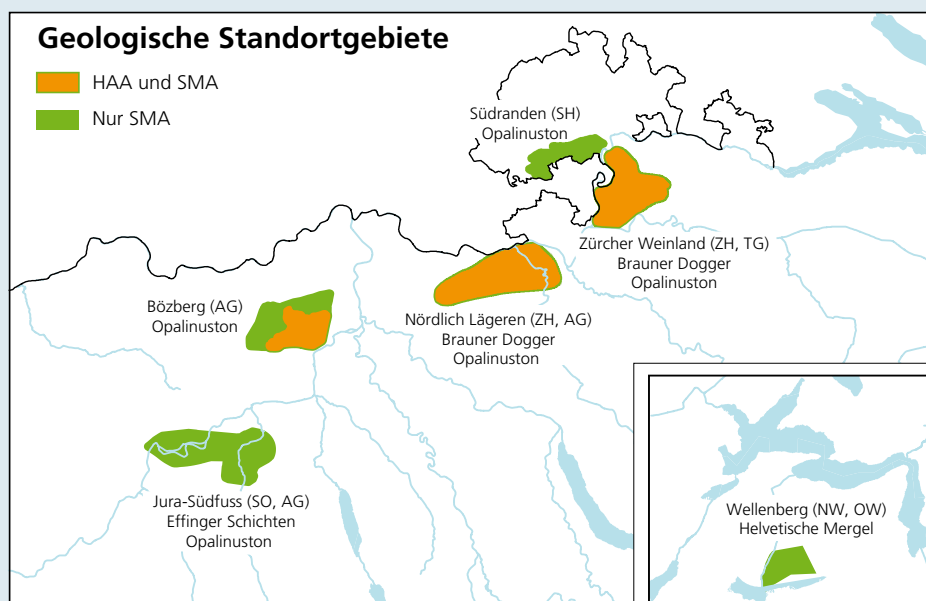 Geologische Standortgebiete
HAA und SMA
Nur SMA
Südranden (SH)
Opalinuston
Zürcher Weinland (ZH, TG)
Brauner Dogger
Opalinuston
Bözberg (AG)
Opalinuston
Nördlich Lägeren (ZH, AG)
Brauner Dogger
Opalinuston
Jura-Südfuss (SO, AG)
Effinger Schichten
Opalinuston
Wellenberg (NW, OW)
Helvetische Mergel